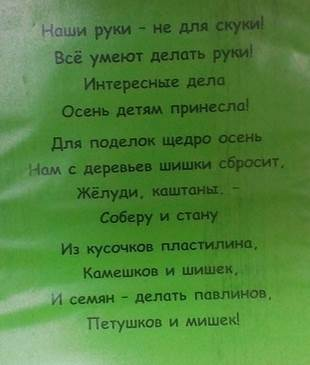 Наши руки - не для скуки!
Всё умеют делать руки!
Интересные дела
Осень детям принесла!
Для поделок щедро осень
Нам с деревьев шишки сбросит,
Жёлуди, каштаны. -
Соберу и стану
Из кусочков пластилина,
Камешков и шишек,
И семян - делать павлинов,
Петушков и мишек!